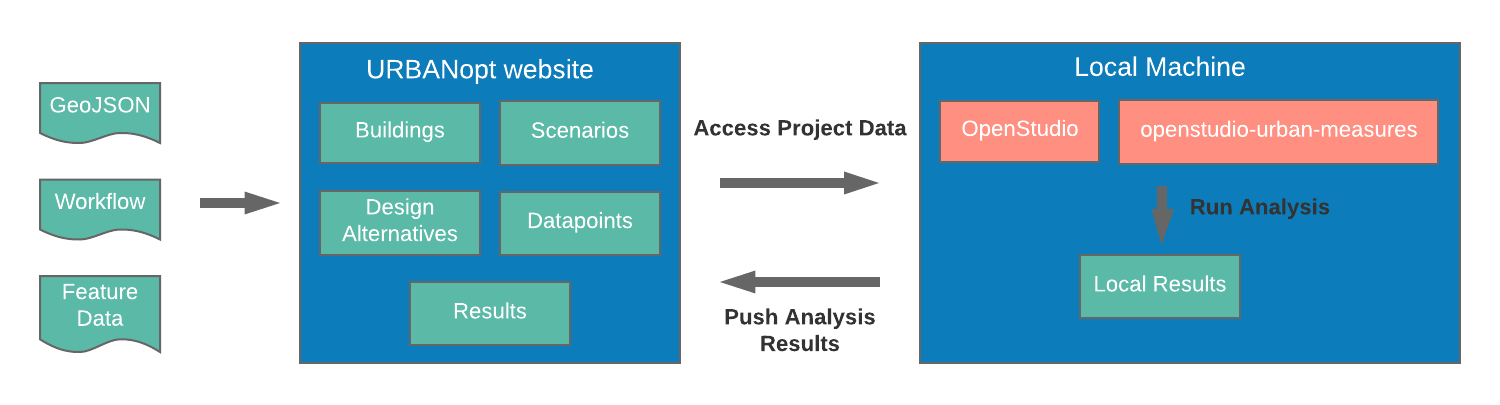 GeoJSON
Workflow
Feature
Data
URBANopt website
Buildings
Scenarios
Design
Alternatives
Datapoints
Results
Access Project Data
Push Analysis
Results
Local Machine
OpenStudio
openstudio-urban-measures
Run Analysis
Local Results